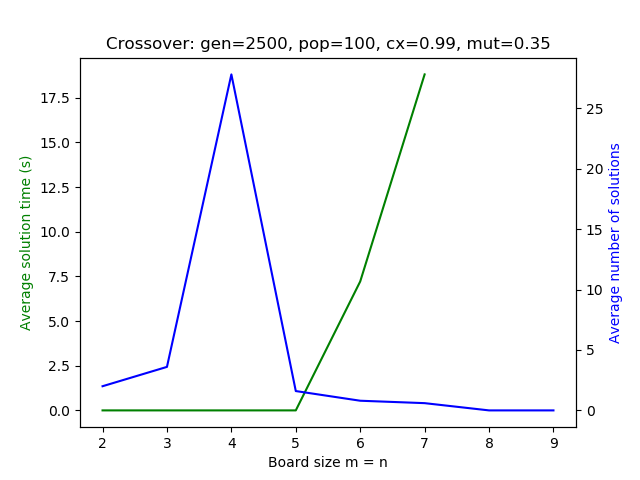 Crossover: gen=2500, pop=100, cx=0.99, mut=0.35
17.5
15.0
12.5
10.0
7.5
5.0
2.5
0.0
Average solution time (s)
25
20
15
10
5
0
Average number of solutions
2 3 4 5 6 7 8 9
Board size m = n